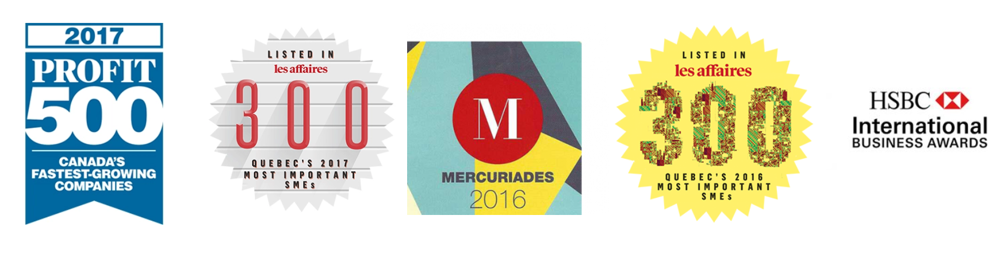 2017
PROFIT
500
CANADA'S
FASTEST-GROWING
COMPANIES
LISTED IN
les affaires
300
QUEBEC'S 2017
MOST IMPORTANT
SMEs
M
MERCURIADES
2016
LISTED IN
les affaires
300
QUEBEC'S 2016
MOST IMPORTANT
SMEs
HSBC
International
BUSINESS AWARDS